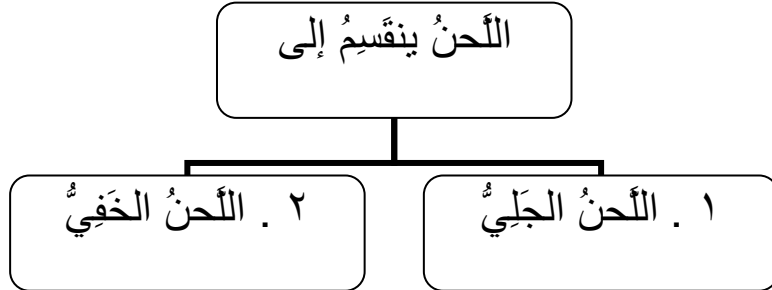 اللَّحنُ ينقَسِمُ إلى
١ . اللَّحنُ الجَلِيُّ
٢ . اللَّحنُ الخَفِيُّ